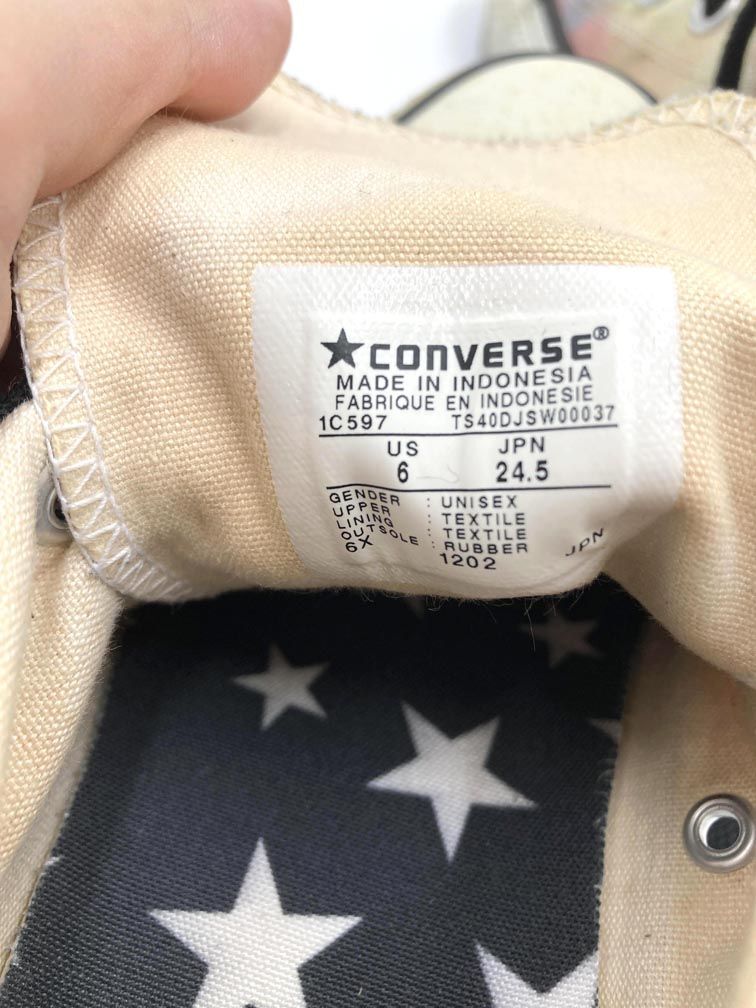 ★CONVERSE®
MADE IN INDONESIA
FABRIQUE EN INDONESIE
1C597 TS40DJSW00037
US JPN
6 24.5
GENDER : UNISEX
UPPER : TEXTILE
LINING : TEXTILE
OUTSOLE : RUBBER
6X 1202 JPN